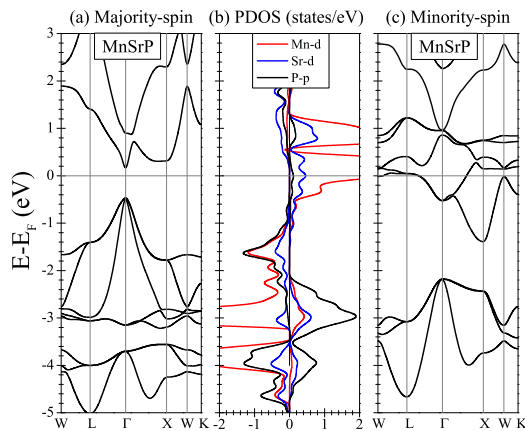 (a) Majority-spin (b) PDOS (states/eV) (c) Minority-spin
MnSrP
Mn-d
Sr-d
P-p
MnSrP
E-E_F (eV)
3
2
1
0
-1
-2
-3
-4
-5
W L Γ X W K
-2 -1 0 1 2
W L Γ X W K